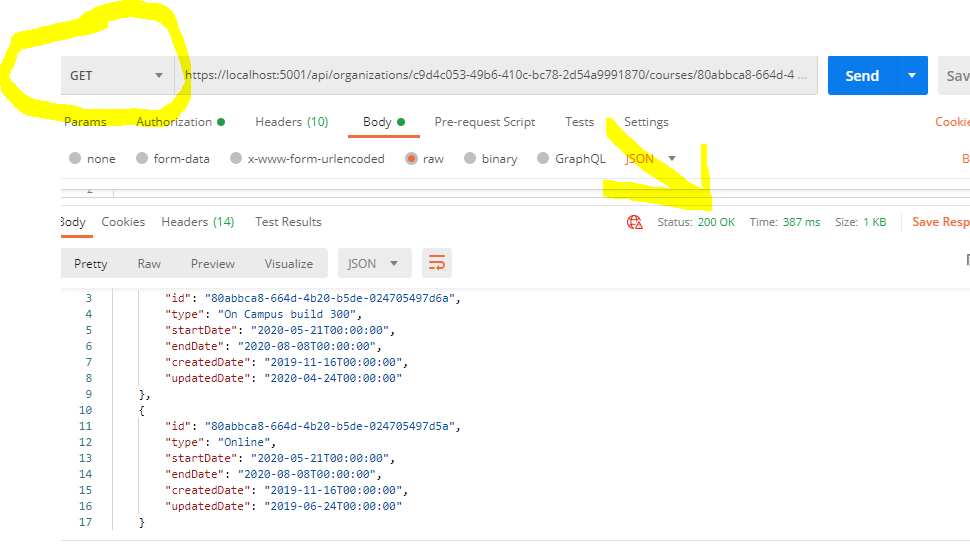 GET https://localhost:5001/api/organizations/c9d4c053-49b6-410c-bc78-2d54a9991870/courses/80abbca8-664d-4 ... Send Sav
Params Authorization Headers (10) Body Pre-request Script Tests Settings Cookie
none form-data x-www-form-urlencoded raw binary GraphQL JSON B
2
Body Cookies Headers (14) Test Results Status: 200 OK Time: 387 ms Size: 1 KB Save Resp
Pretty Raw Preview Visualize JSON
3 "id": "80abbca8-664d-4b20-b5de-024705497d6a",
4 "type": "On Campus build 300",
5 "startDate": "2020-05-21T00:00:00",
6 "endDate": "2020-08-08T00:00:00",
7 "createdDate": "2019-11-16T00:00:00",
8 "updatedDate": "2020-04-24T00:00:00"
9 },
10 {
11 "id": "80abbca8-664d-4b20-b5de-024705497d5a",
12 "type": "Online",
13 "startDate": "2020-05-21T00:00:00",
14 "endDate": "2020-08-08T00:00:00",
15 "createdDate": "2019-11-16T00:00:00",
16 "updatedDate": "2019-06-24T00:00:00"
17 }